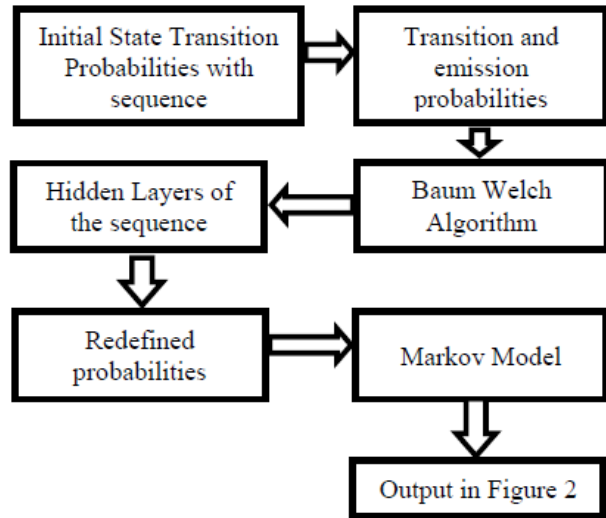 Initial State Transition
Probabilities with
sequence
Transition and
emission
probabilities
Baum Welch
Algorithm
Hidden Layers of
the sequence
Redefined
probabilities
Markov Model
Output in Figure 2